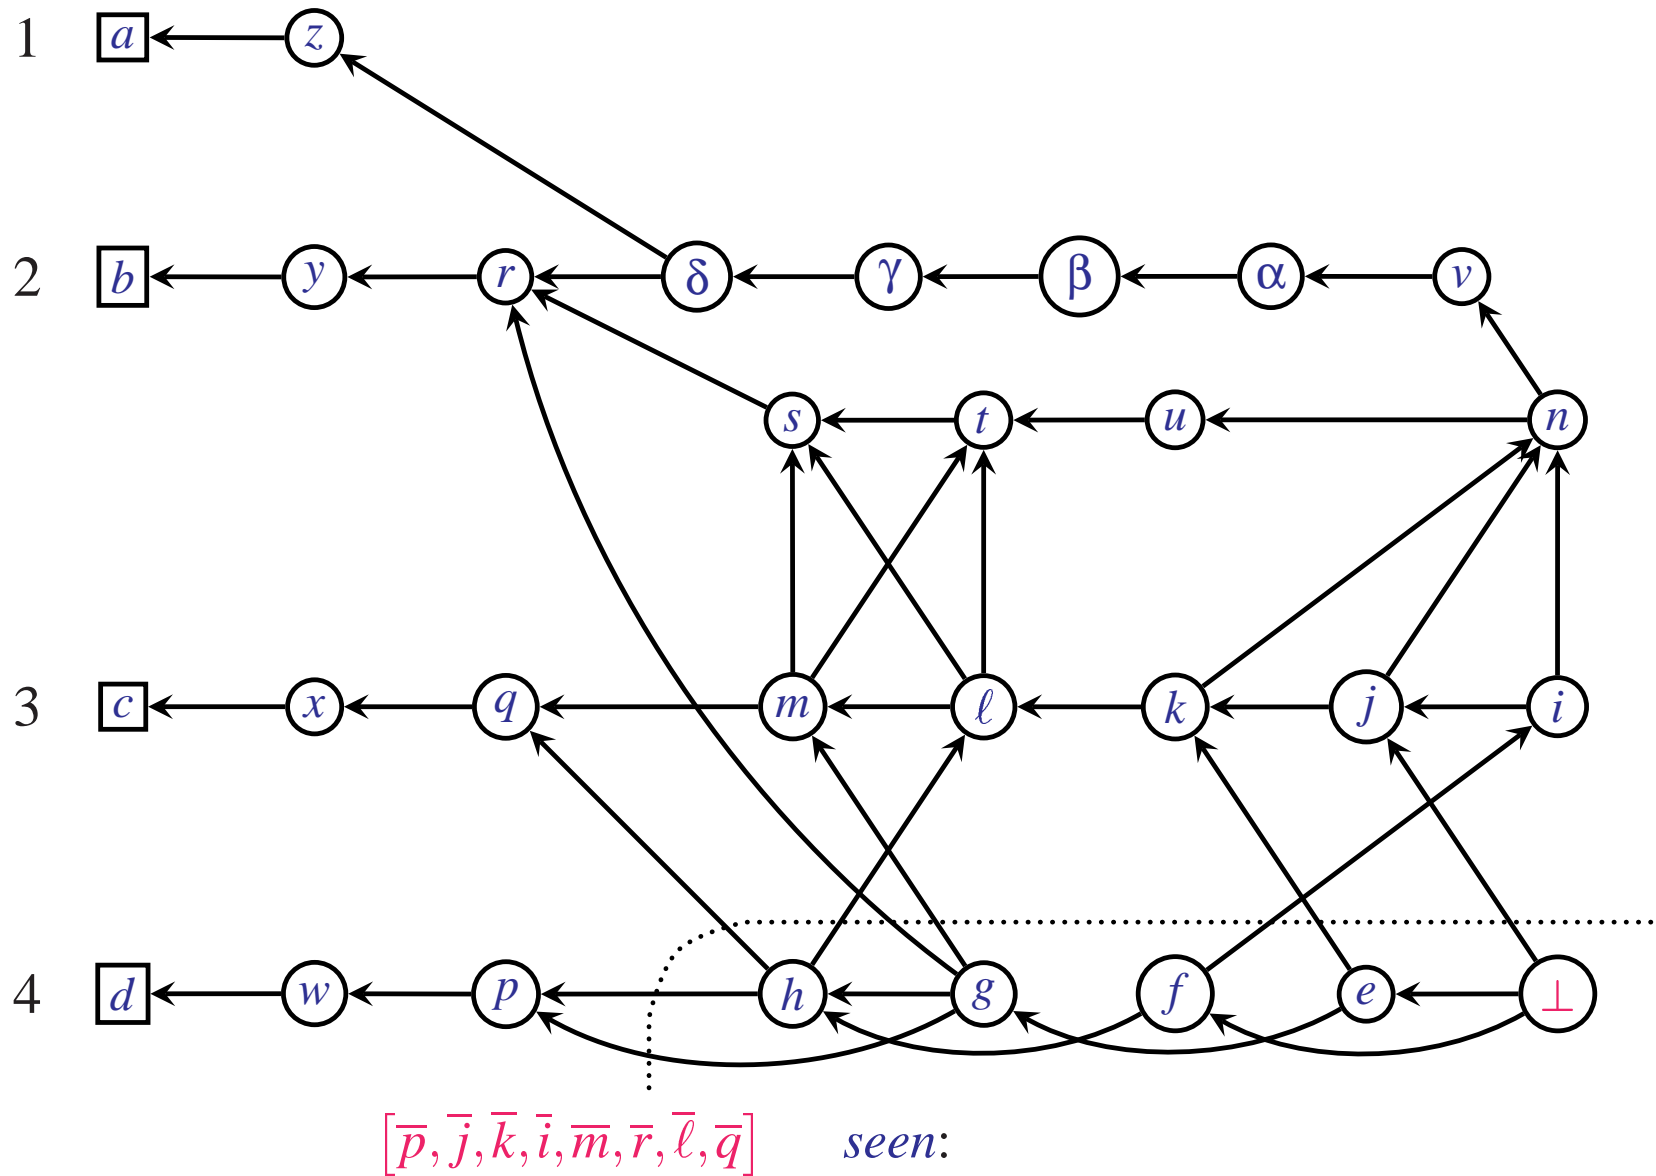 1 a z
2 b y r δ γ β α v
s t u n
3 c x q m ℓ k j i
4 d w p h g f e ⊥
[p̅, j̅, k̅, i̅, m̅, r̅, ℓ̅, q̅] seen: